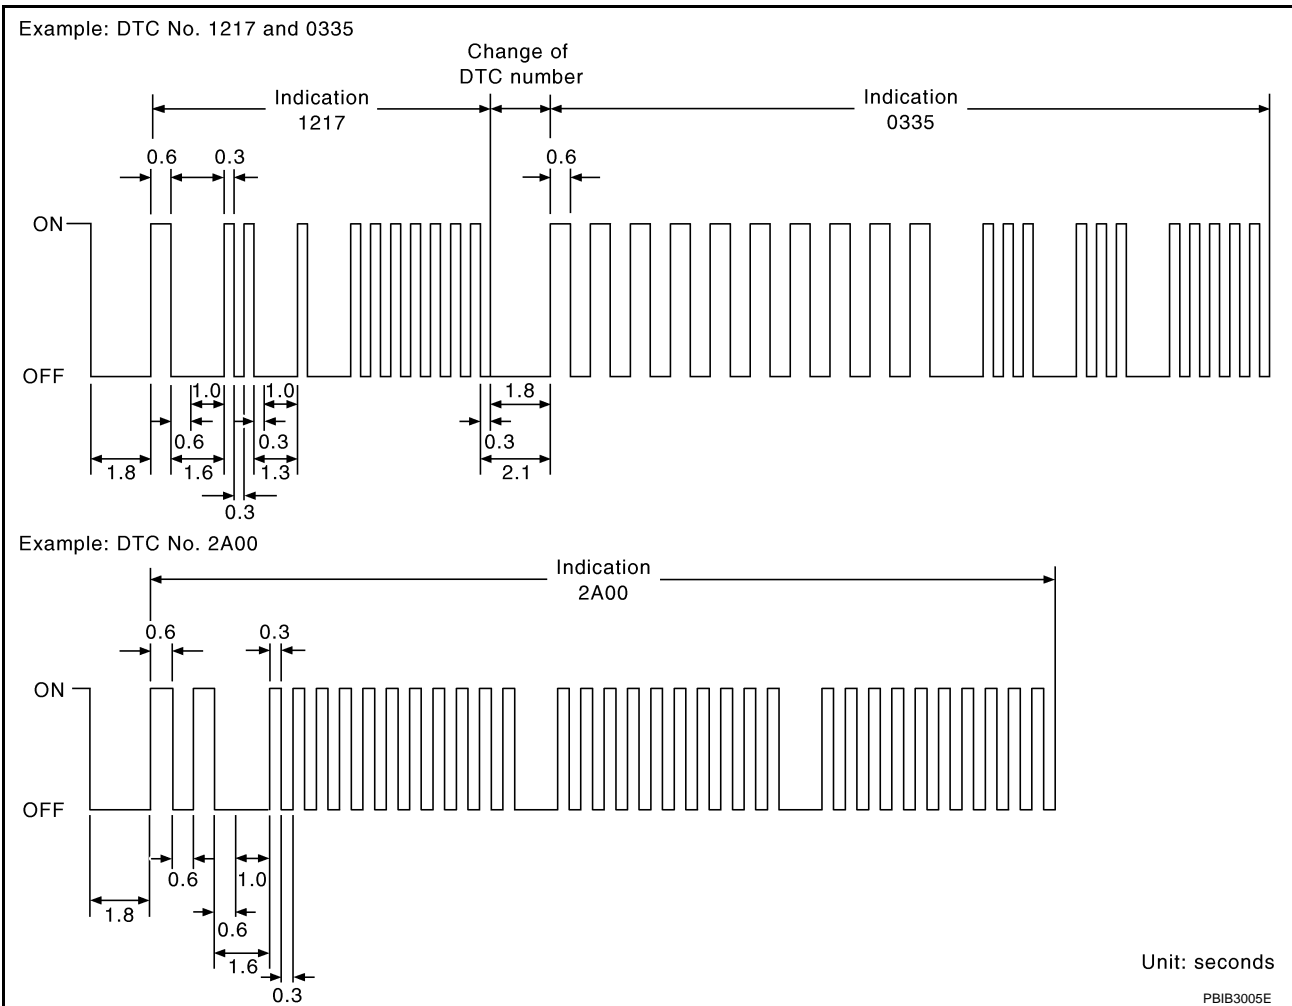 Example: DTC No. 1217 and 0335
Change of
DTC number
Indication
1217
Indication
0335
0.6
0.3
0.6
ON
OFF
1.0
1.0
1.8
0.6
0.3
0.3
1.8
1.6
1.3
2.1
0.3
Example: DTC No. 2A00
Indication
2A00
0.6
0.3
ON
OFF
0.6
1.0
1.8
0.6
1.6
0.3
Unit: seconds
PBIB3005E